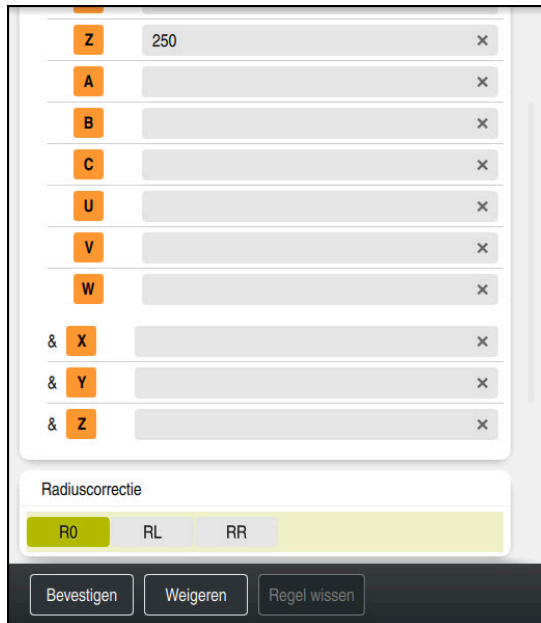 Z 250 ×
A ×
B ×
C ×
U ×
V ×
W ×
& X ×
& Y ×
& Z ×
Radiuscorrectie
R0 RL RR
Bevestigen Weigeren Regel wissen